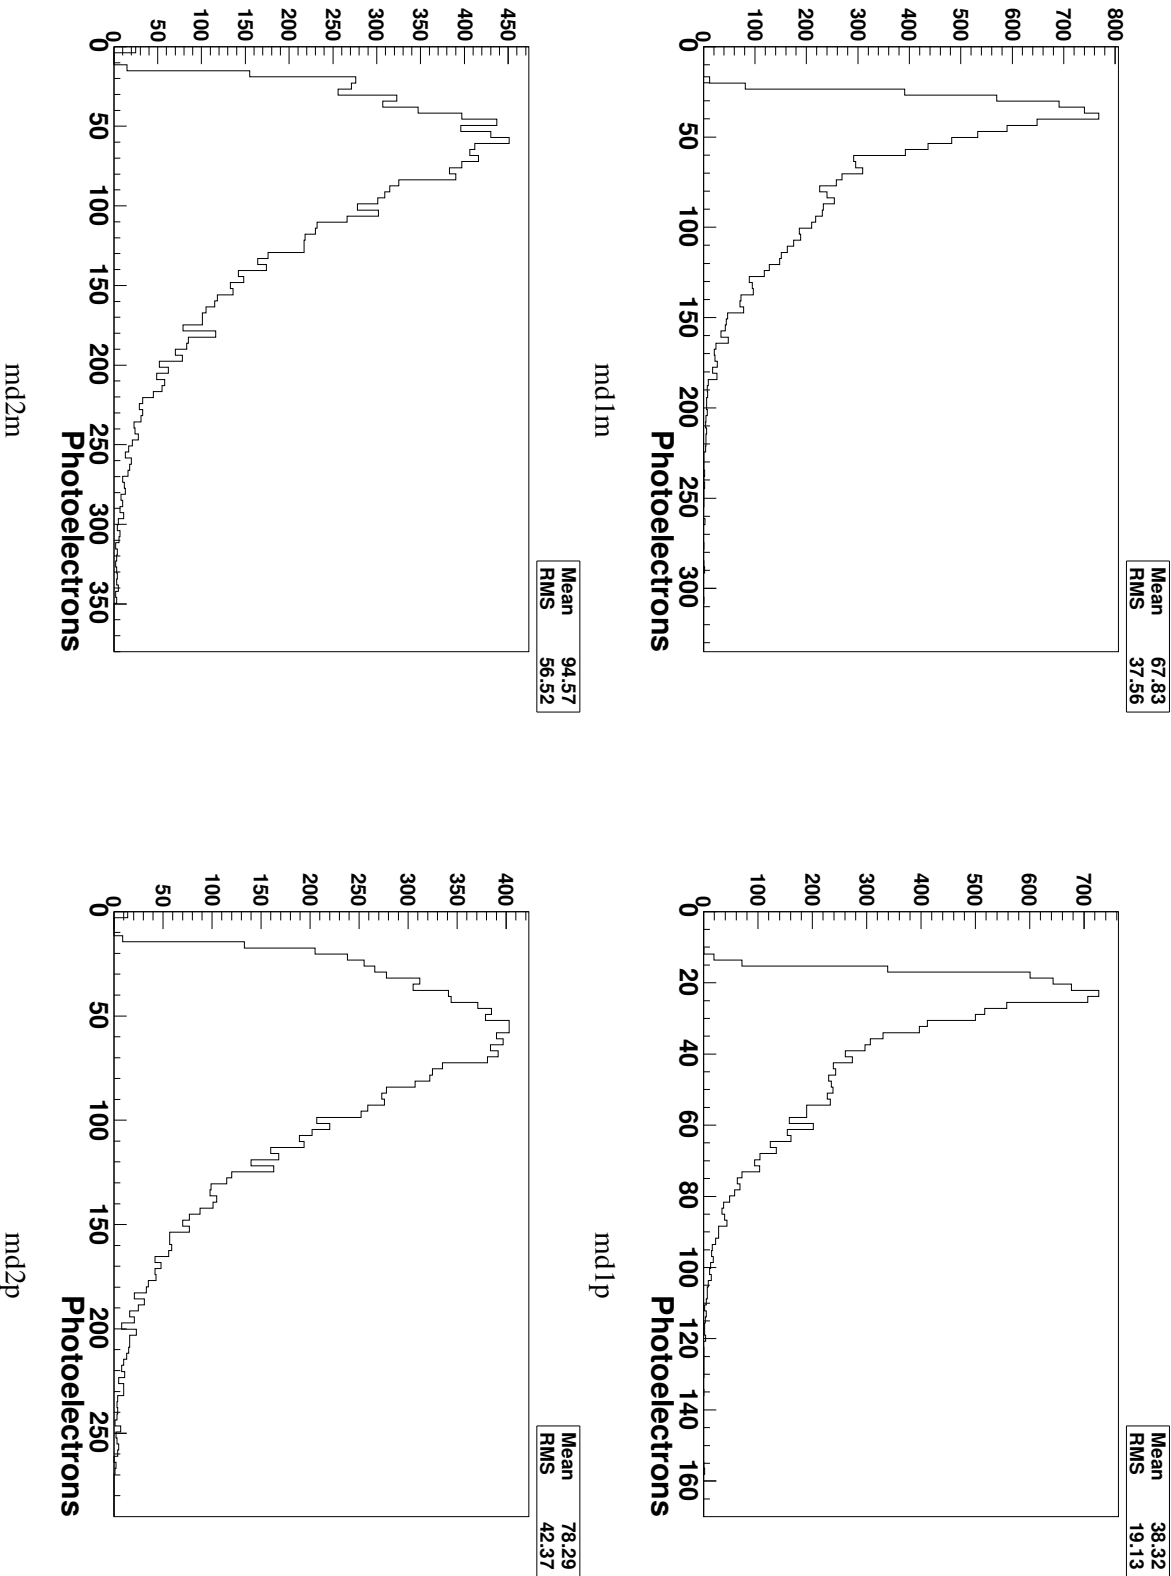 Mean 67.83
RMS 37.56
800
700
600
500
400
300
200
100
0
0 50 100 150 200 250 300
Photoelectrons
md1m
Mean 38.32
RMS 19.13
700
600
500
400
300
200
100
0
0 20 40 60 80 100 120 140 160
Photoelectrons
md1p
Mean 94.57
RMS 56.52
450
400
350
300
250
200
150
100
50
0
0 50 100 150 200 250 300 350
Photoelectrons
md2m
Mean 78.29
RMS 42.37
400
350
300
250
200
150
100
50
0
0 50 100 150 200 250
Photoelectrons
md2p